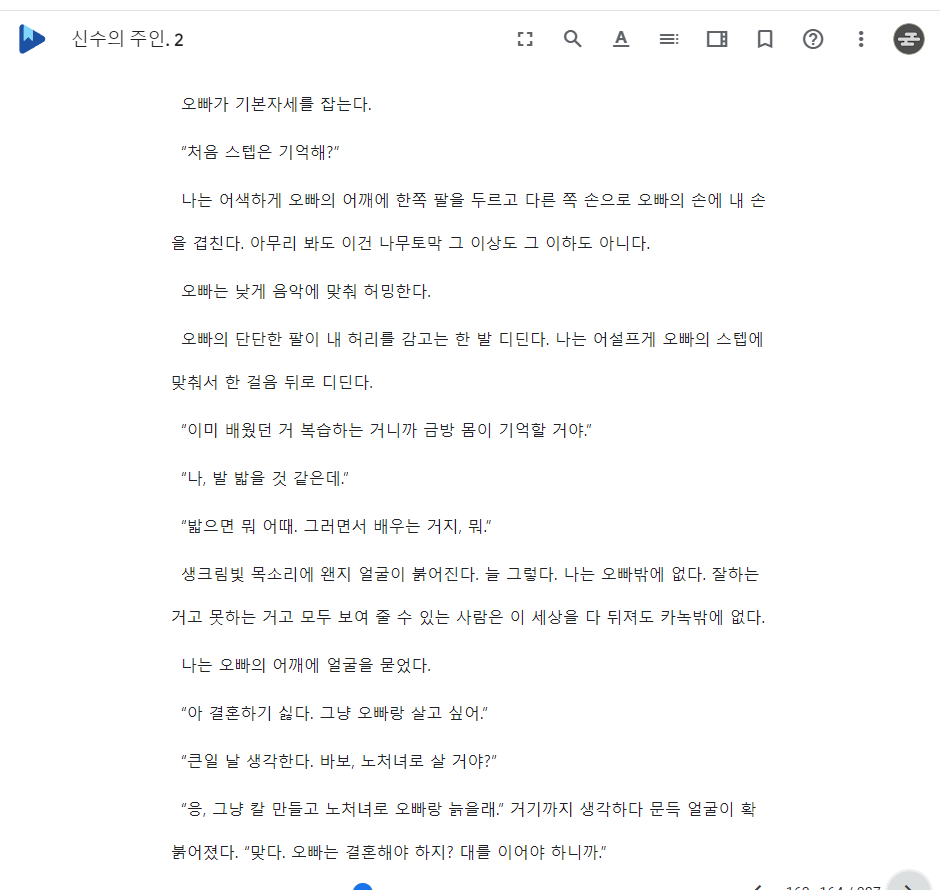 신수의 주인. 2
오빠가 기본자세를 잡는다.
“처음 스텝은 기억해?”
나는 어색하게 오빠의 어깨에 한쪽 팔을 두르고 다른 쪽 손으로 오빠의 손에 내 손
을 겹친다. 아무리 봐도 이건 나무토막 그 이상도 그 이하도 아니다.
오빠는 낮게 음악에 맞춰 허밍한다.
오빠의 단단한 팔이 내 허리를 감고는 한 발 디딘다. 나는 어설프게 오빠의 스텝에
맞춰서 한 걸음 뒤로 디딘다.
“이미 배웠던 거 복습하는 거니까 금방 몸이 기억할 거야.”
“나, 발 밟을 것 같은데.”
“밟으면 뭐 어때. 그러면서 배우는 거지, 뭐.”
생크림빛 목소리에 왠지 얼굴이 붉어진다. 늘 그렇다. 나는 오빠밖에 없다. 잘하는
거고 못하는 거고 모두 보여 줄 수 있는 사람은 이 세상을 다 뒤져도 카녹밖에 없다.
나는 오빠의 어깨에 얼굴을 묻었다.
“아 결혼하기 싫다. 그냥 오빠랑 살고 싶어.”
“큰일 날 생각한다. 바보, 노처녀로 살 거야?”
“응, 그냥 칼 만들고 노처녀로 오빠랑 늙을래.” 거기까지 생각하다 문득 얼굴이 확
붉어졌다. “맞다. 오빠는 결혼해야 하지? 대를 이어야 하니까.”